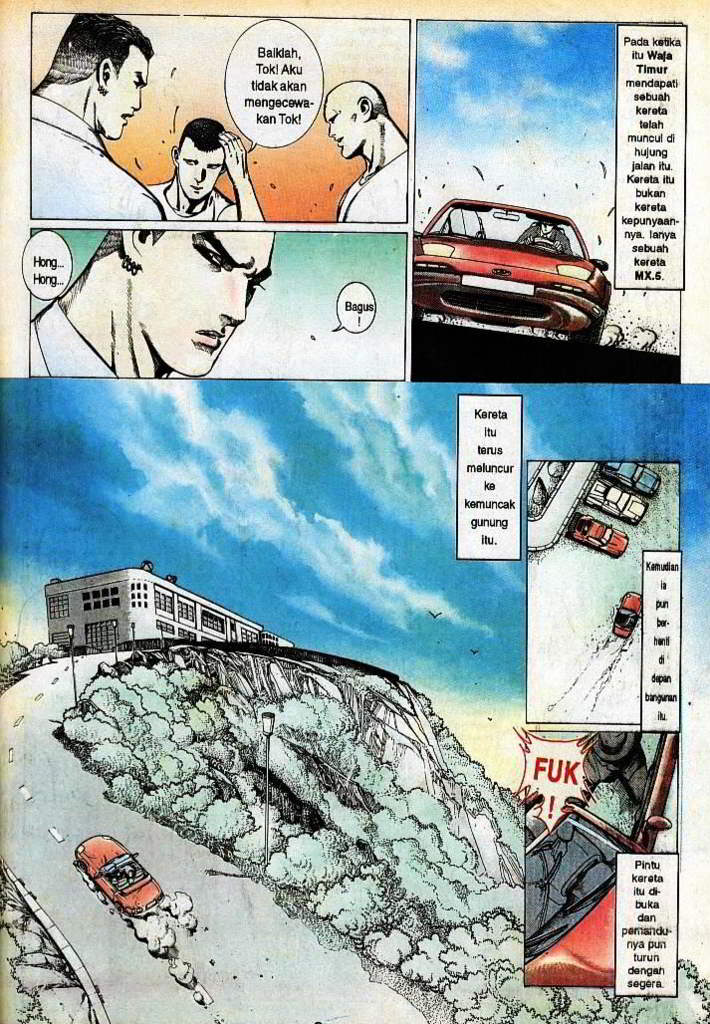 Baiklah,
Tok! Aku
tidak akan
mengecewa-
kan Tok!
Pada ketika
itu Waja
Timur
mendapati
sebuah
kereta
telah
muncul di
hujung
jalan itu.
Kereta itu
bukan
kereta
kepunyaan-
nya. Ianya
sebuah
kereta
MX.5.
Hong...
Hong...
Bagus
!
Kereta
itu
terus
meluncur
ke
kemuncak
gunung
itu.
Kemudian
ia
pun
ber-
henti
di
depan
bangunan
itu.
FUK
!
Pintu
kereta
itu di-
buka
dan
pemandu-
nya pun
turun
dengan
segera.